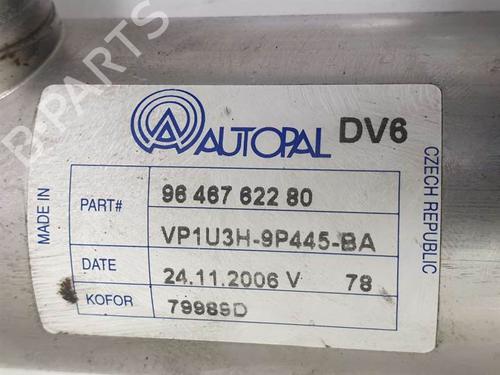 AUTOPAL DV6
MADE IN
CZECH REPUBLIC
PART# 96 467 622 80
VP1U3H-9P445-BA
DATE 24.11.2006 V 78
KOFOR 79989D
B-PARTS